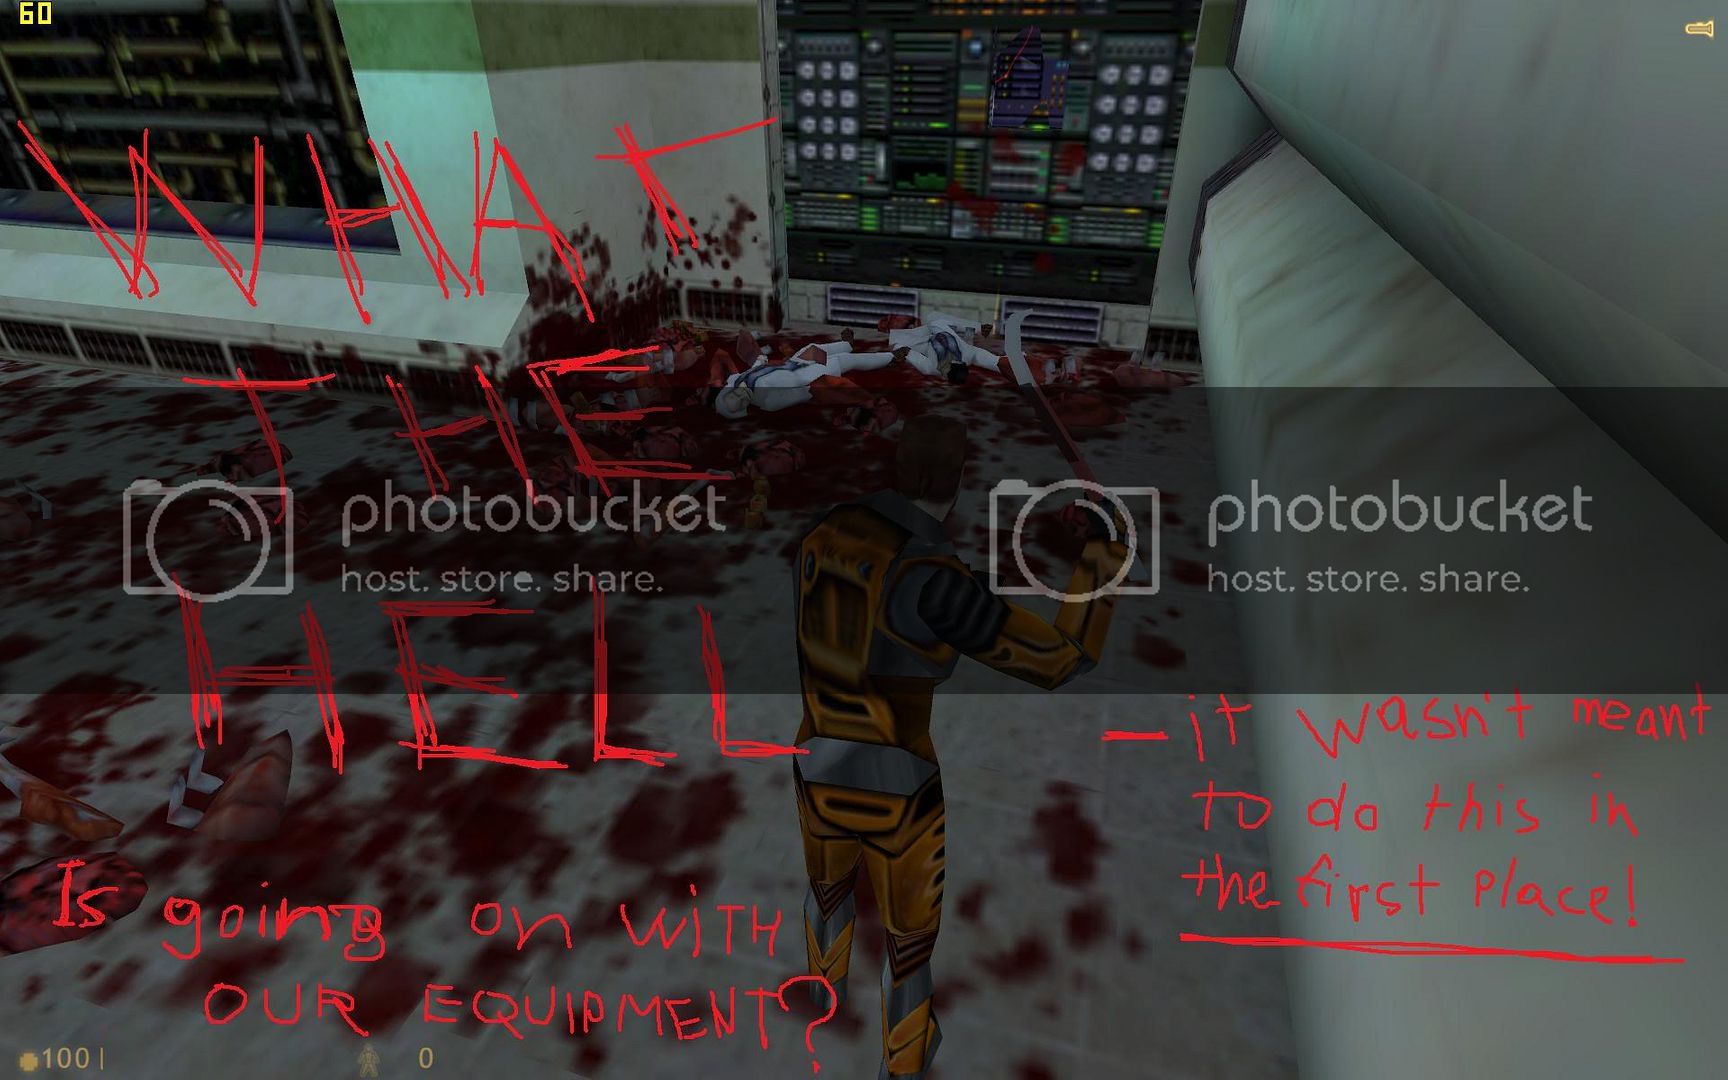 60
WHAT
THE
photobucket photobucket
host. store. share. host. store. share.
HELL
- it wasn't meant
to do this in
the first place!
Is going on WITH
OUR EQUIPMENT?
100 | 0